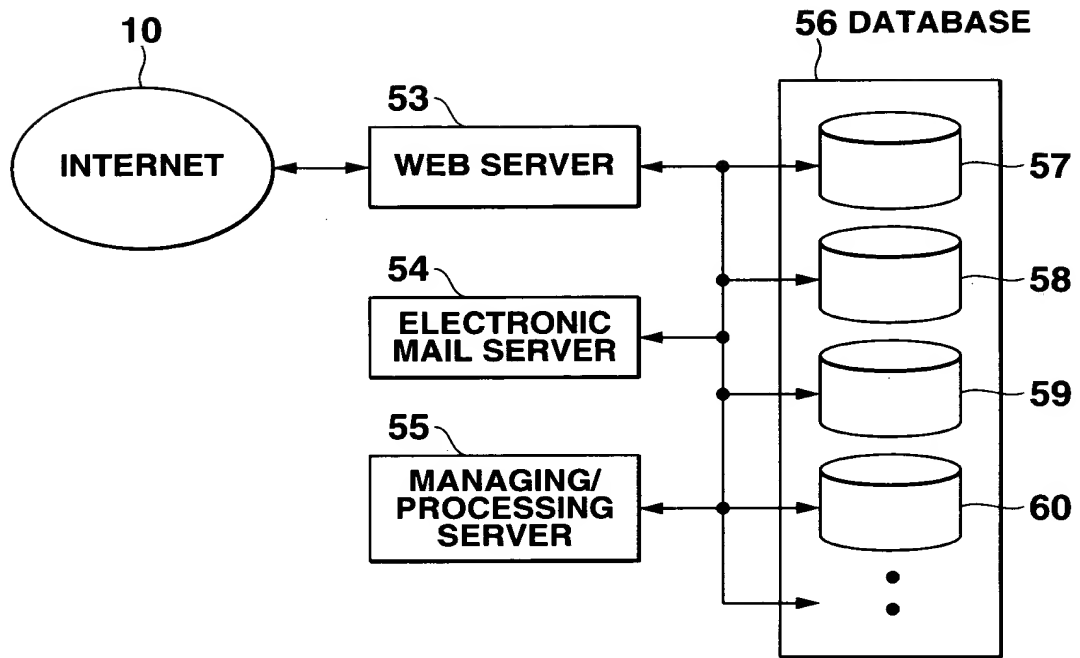 10
56 DATABASE
53
INTERNET
WEB SERVER
57
54
58
ELECTRONIC
MAIL SERVER
59
55
MANAGING/
PROCESSING
SERVER
60